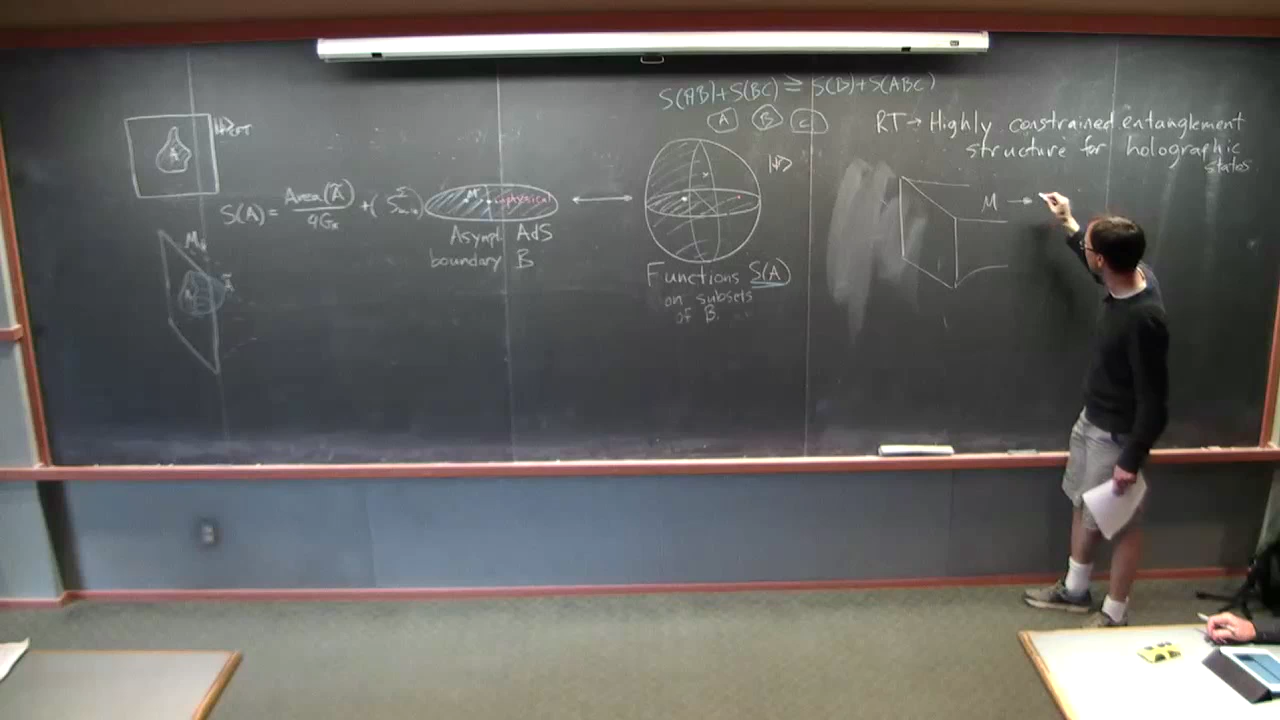 S(AB)+S(BC) ≥ S(B)+S(ABC)
A B C
RT → Highly constrained entanglement
structure for holographic
states
|Ψ⟩CFT
A
S(A) = Area(Ã) / 4G_N + (
M
Asympt AdS
boundary B
|Ψ⟩
Functions S(A)
on subsets
of B.
M →
M
A
Ã